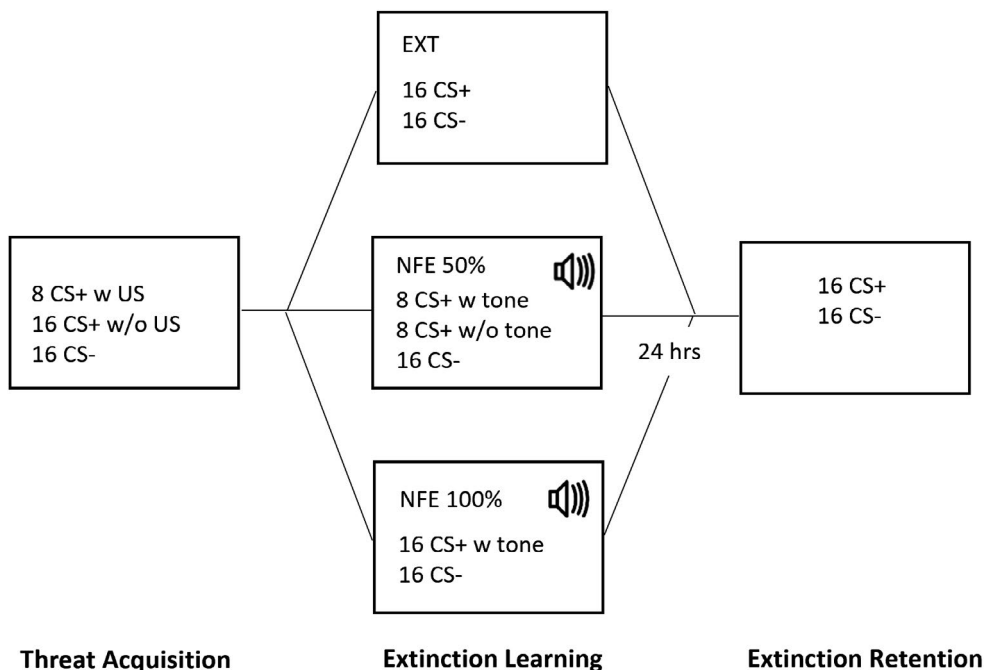 EXT
16 CS+
16 CS-
8 CS+ w US
16 CS+ w/o US
16 CS-
NFE 50%
8 CS+ w tone
8 CS+ w/o tone
16 CS-
24 hrs
16 CS+
16 CS-
NFE 100%
16 CS+ w tone
16 CS-
Threat Acquisition
Extinction Learning
Extinction Retention